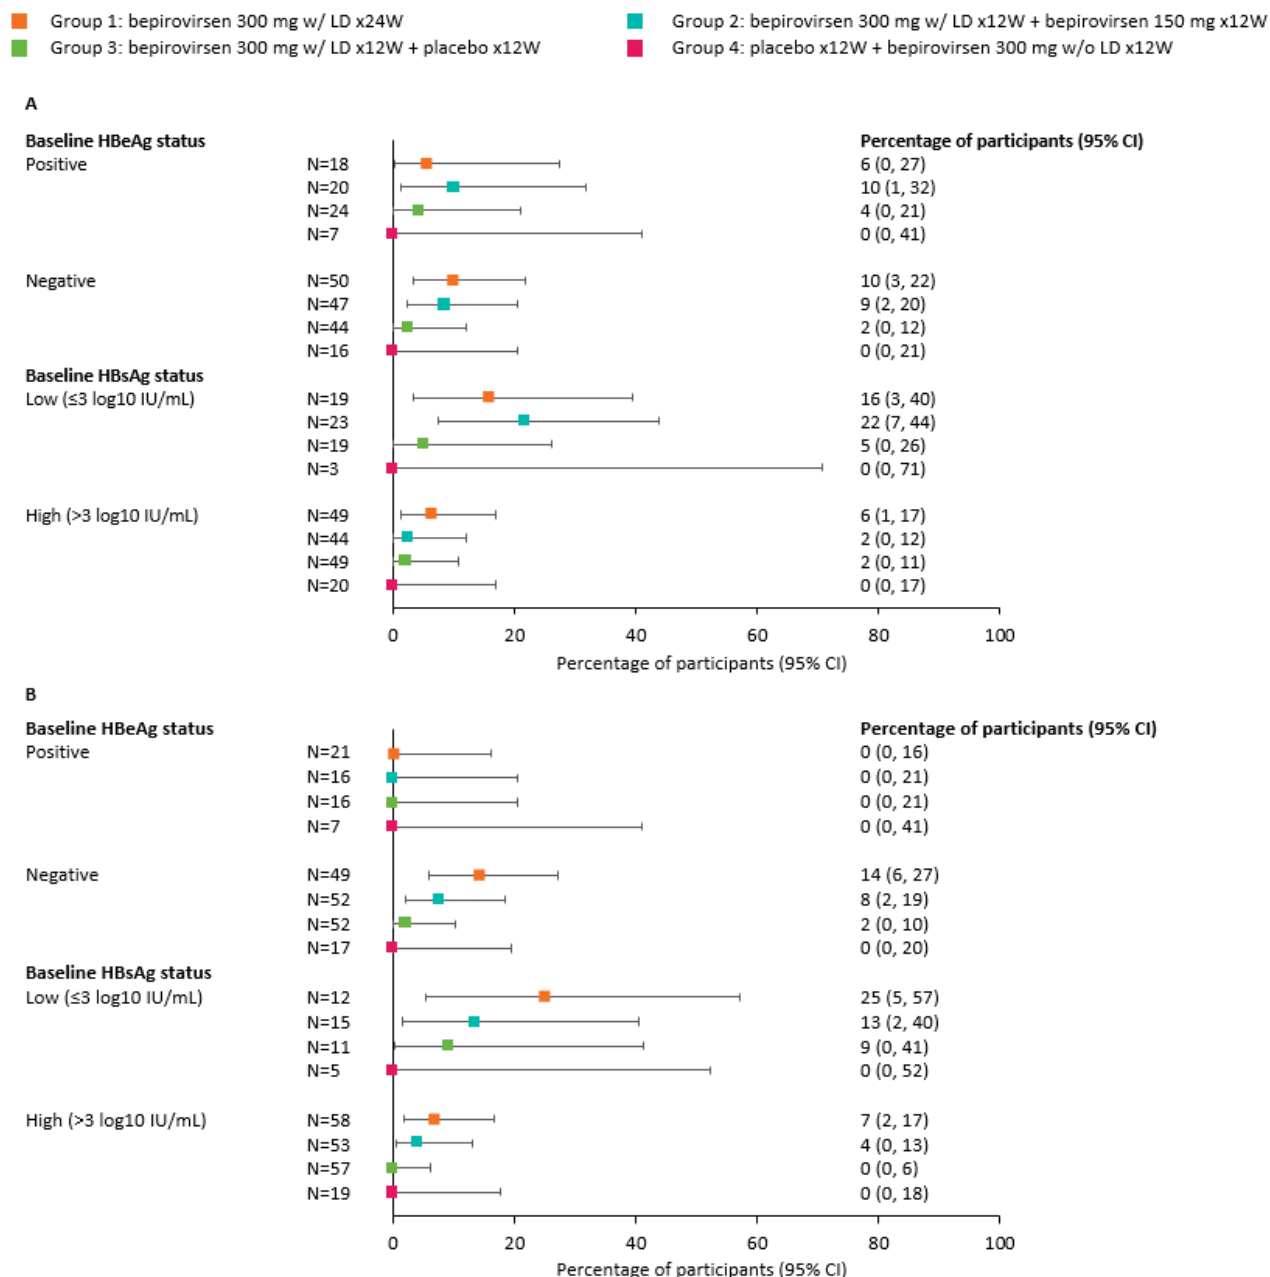 Group 1: bepirovirsen 300 mg w/ LD x24W
Group 2: bepirovirsen 300 mg w/ LD x12W + bepirovirsen 150 mg x12W
Group 3: bepirovirsen 300 mg w/ LD x12W + placebo x12W
Group 4: placebo x12W + bepirovirsen 300 mg w/o LD x12W
A
Baseline HBeAg status Percentage of participants (95% CI)
Positive N=18 6 (0, 27)
N=20 10 (1, 32)
N=24 4 (0, 21)
N=7 0 (0, 41)
Negative N=50 10 (3, 22)
N=47 9 (2, 20)
N=44 2 (0, 12)
N=16 0 (0, 21)
Baseline HBsAg status
Low (≤3 log10 IU/mL) N=19 16 (3, 40)
N=23 22 (7, 44)
N=19 5 (0, 26)
N=3 0 (0, 71)
High (>3 log10 IU/mL) N=49 6 (1, 17)
N=44 2 (0, 12)
N=49 2 (0, 11)
N=20 0 (0, 17)
0 20 40 60 80 100
Percentage of participants (95% CI)
B
Baseline HBeAg status Percentage of participants (95% CI)
Positive N=21 0 (0, 16)
N=16 0 (0, 21)
N=16 0 (0, 21)
N=7 0 (0, 41)
Negative N=49 14 (6, 27)
N=52 8 (2, 19)
N=52 2 (0, 10)
N=17 0 (0, 20)
Baseline HBsAg status
Low (≤3 log10 IU/mL) N=12 25 (5, 57)
N=15 13 (2, 40)
N=11 9 (0, 41)
N=5 0 (0, 52)
High (>3 log10 IU/mL) N=58 7 (2, 17)
N=53 4 (0, 13)
N=57 0 (0, 6)
N=19 0 (0, 18)
0 20 40 60 80 100
Percentage of participants (95% CI)